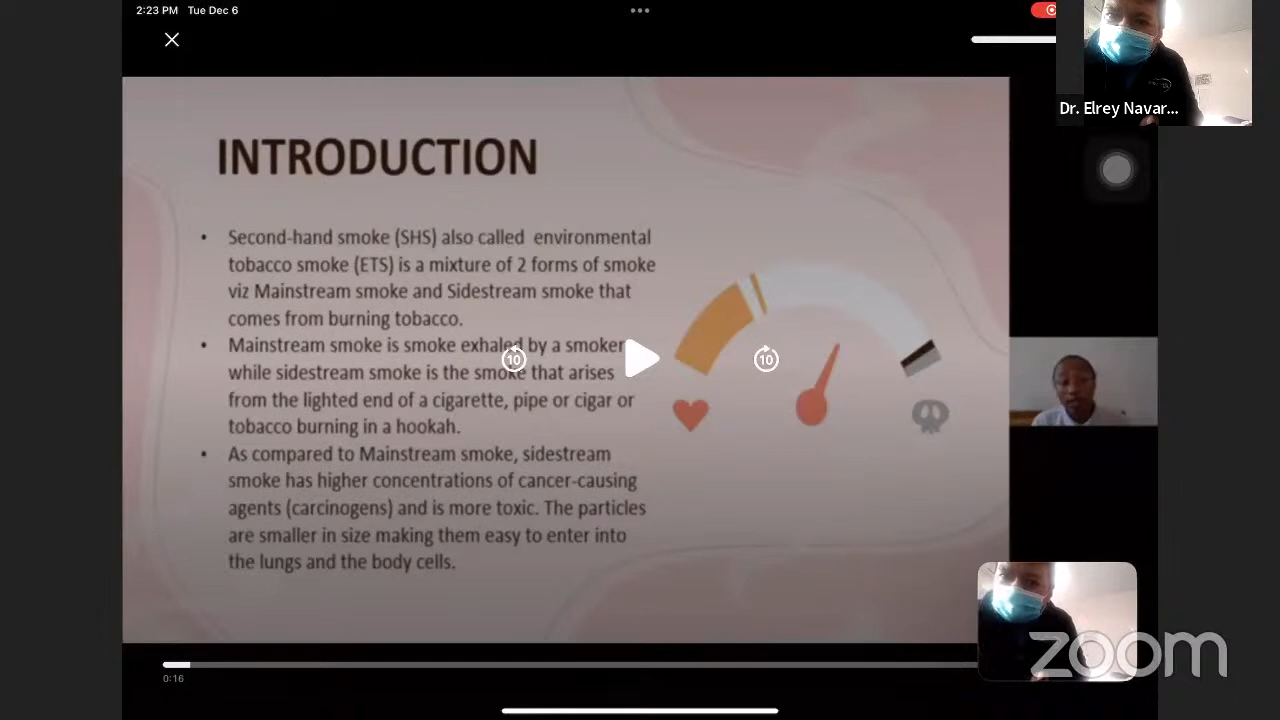 2:23 PM Tue Dec 6
Dr. Elrey Navar...
INTRODUCTION
• Second-hand smoke (SHS) also called environmental
tobacco smoke (ETS) is a mixture of 2 forms of smoke
viz Mainstream smoke and Sidestream smoke that
comes from burning tobacco.
• Mainstream smoke is smoke exhaled by a smoker
while sidestream smoke is the smoke that arises
from the lighted end of a cigarette, pipe or cigar or
tobacco burning in a hookah.
• As compared to Mainstream smoke, sidestream
smoke has higher concentrations of cancer-causing
agents (carcinogens) and is more toxic. The particles
are smaller in size making them easy to enter into
the lungs and the body cells.
10
10
zoom
0:16